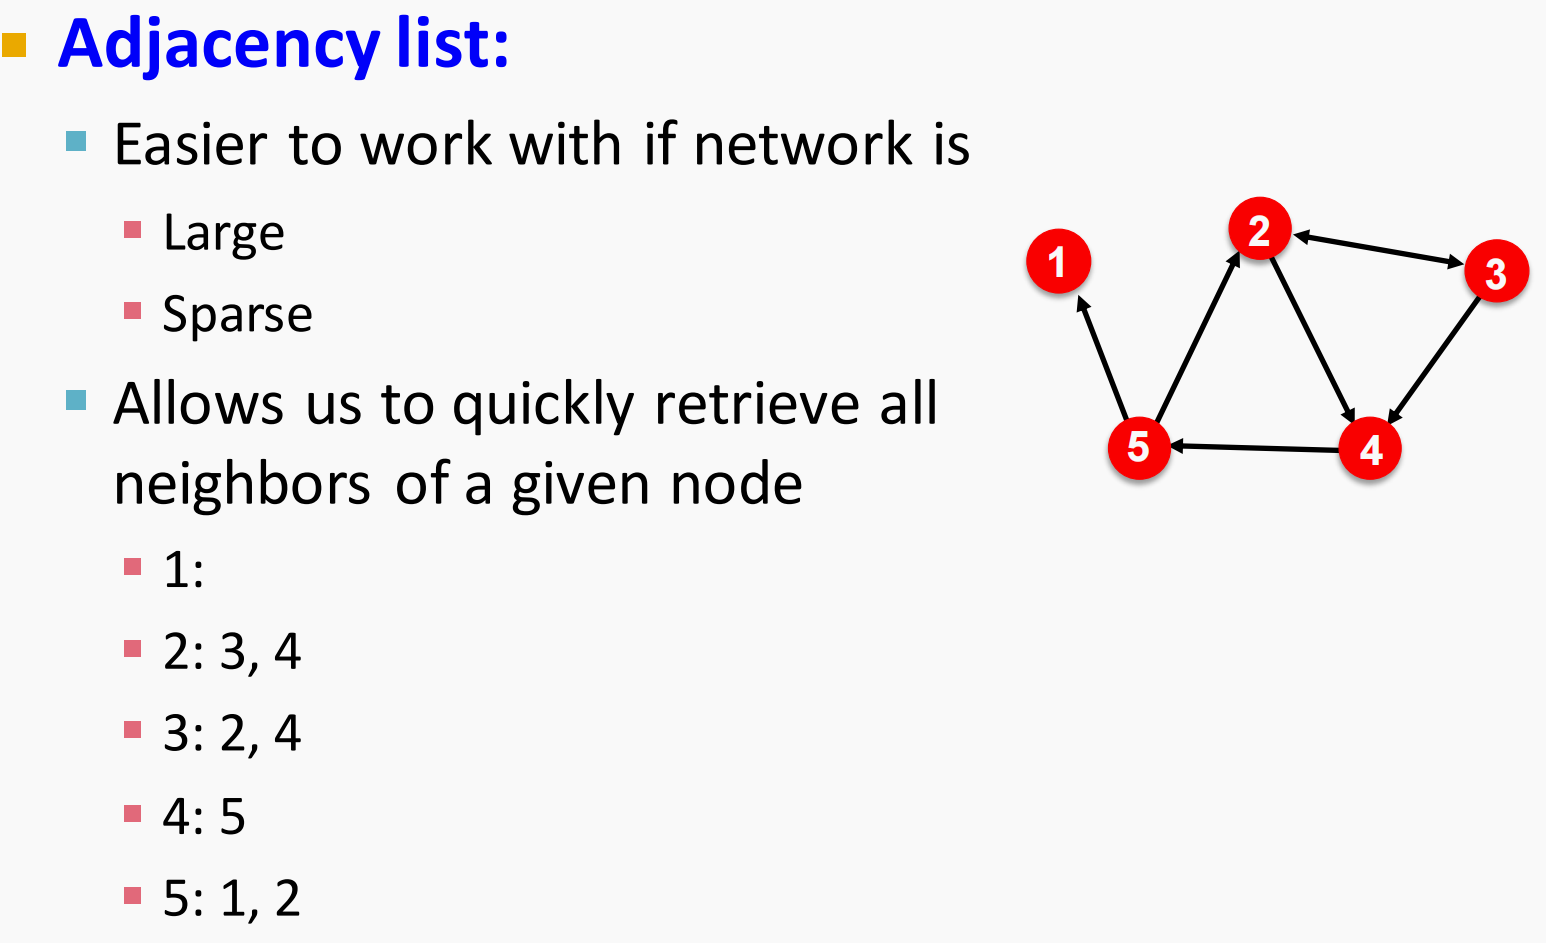 Adjacency list:
Easier to work with if network is
Large
Sparse
Allows us to quickly retrieve all
neighbors of a given node
1:
2: 3, 4
3: 2, 4
4: 5
5: 1, 2
1
2
3
5
4